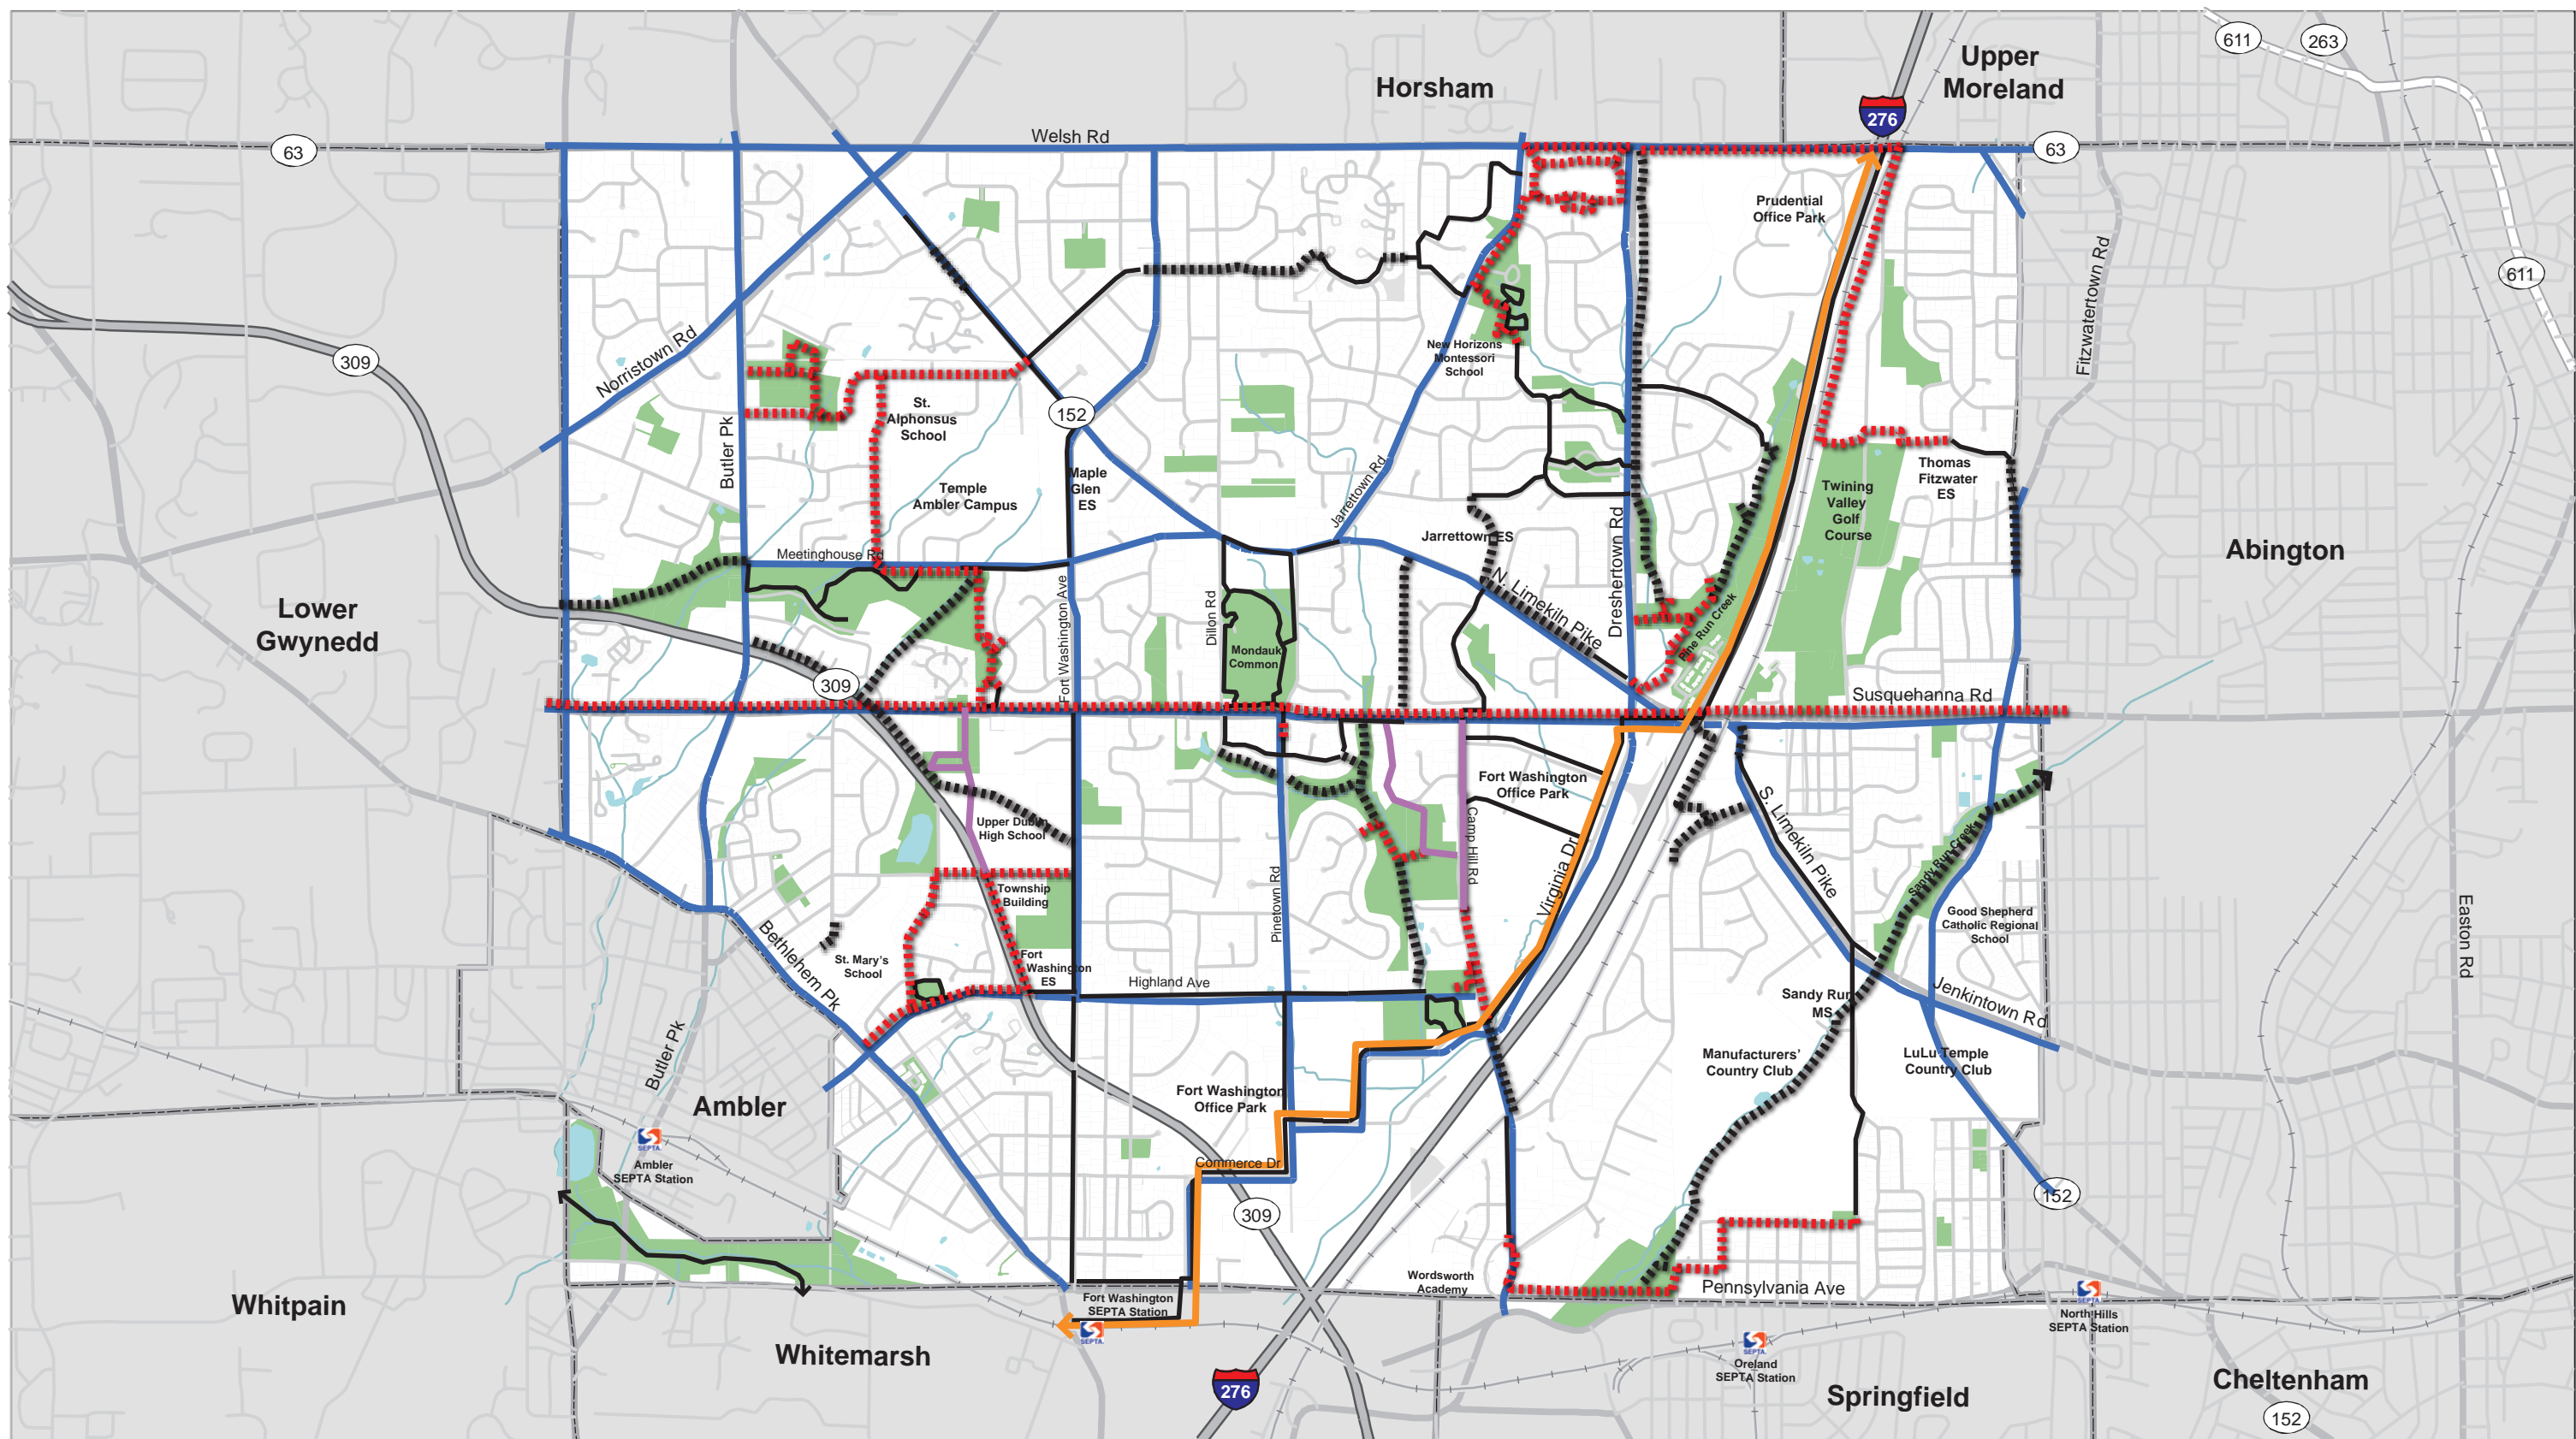 Upper
Moreland
Horsham
611
263
276
Welsh Rd
63
63
Prudential
Office Park
Fitzwatertown Rd
611
309
Norristown Rd
New Horizons
Montessori
School
St.
Alphonsus
School
152
Butler Pk
Maple
Glen
ES
Temple
Ambler Campus
Jarrettown Rd
Thomas
Fitzwater
ES
Twining
Valley
Golf
Course
Jarrettown ES
Dreshertown Rd
Abington
Meetinghouse Rd
Lower
Gwynedd
Fort Washington Ave
Dillon Rd
N. Limekiln Pike
Pine Run Creek
Mondauk
Common
309
Susquehanna Rd
Fort Washington
Office Park
Camp Hill Rd
S. Limekiln Pike
Upper Dublin
High School
Sandy Run Creek
Virginia Dr
Township
Building
Pinetown Rd
Good Shepherd
Catholic Regional
School
Easton Rd
Bethlehem Pk
St. Mary's
School
Fort
Washington
ES
Highland Ave
Sandy Run
MS
Jenkintown Rd
Butler Pk
Manufacturers'
Country Club
LuLu Temple
Country Club
Fort Washington
Office Park
Ambler
SEPTA
Ambler
SEPTA Station
Commerce Dr
152
309
Whitpain
Wordsworth
Academy
Pennsylvania Ave
Fort Washington
SEPTA Station
SEPTA
SEPTA
North Hills
SEPTA Station
Whitemarsh
SEPTA
Oreland
SEPTA Station
276
Springfield
Cheltenham
152